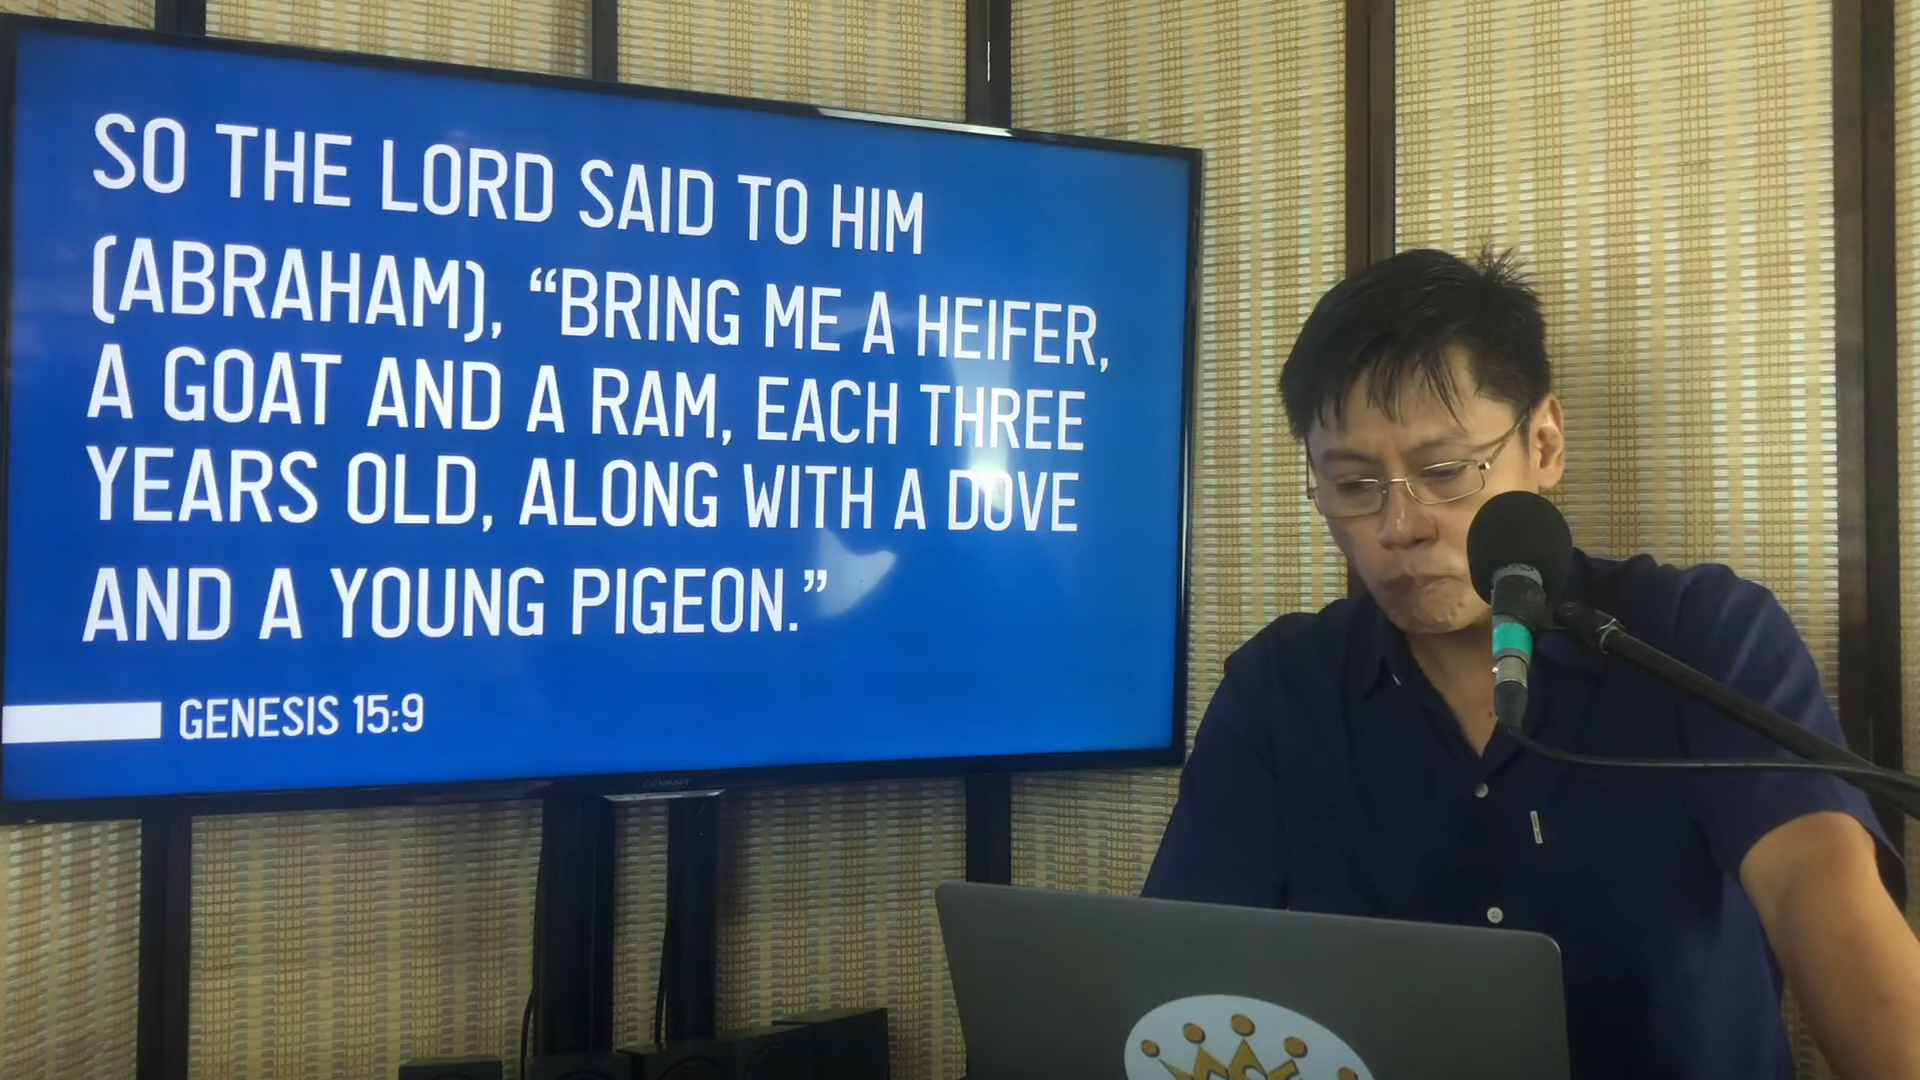 SO THE LORD SAID TO HIM
(ABRAHAM), “BRING ME A HEIFER,
A GOAT AND A RAM, EACH THREE
YEARS OLD, ALONG WITH A DOVE
AND A YOUNG PIGEON.”
GENESIS 15:9
DEVANT